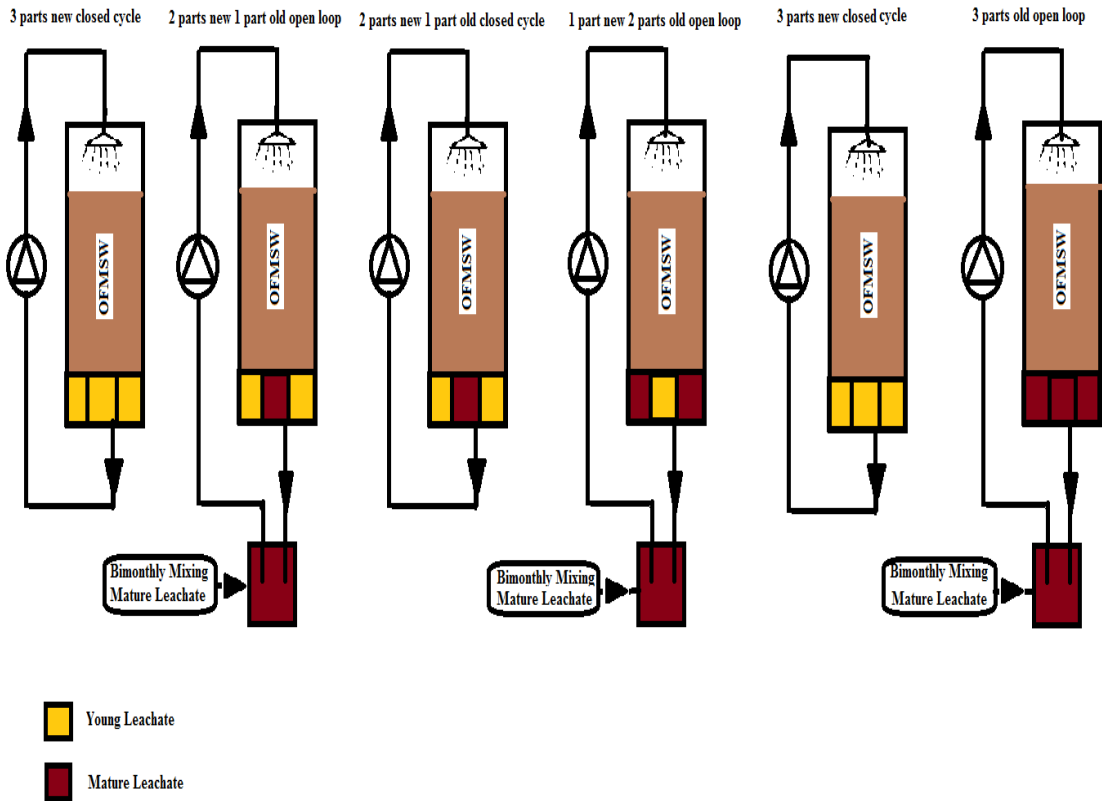 3 parts new closed cycle
2 parts new 1 part old open loop
2 parts new 1 part old closed cycle
1 part new 2 parts old open loop
3 parts new closed cycle
3 parts old open loop
OFMSW
OFMSW
OFMSW
OFMSW
OFMSW
OFMSW
Bimonthly Mixing
Mature Leachate
Bimonthly Mixing
Mature Leachate
Bimonthly Mixing
Mature Leachate
Young Leachate
Mature Leachate